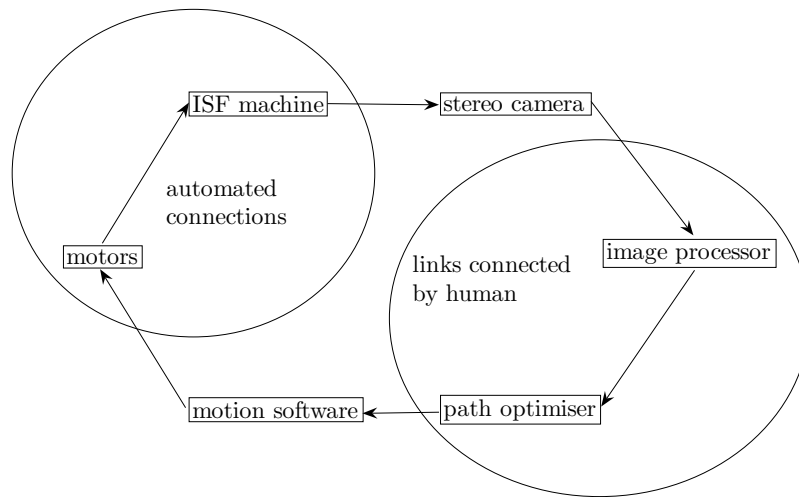 ISF machine
stereo camera
automated
connections
motors
image processor
links connected
by human
motion software
path optimiser